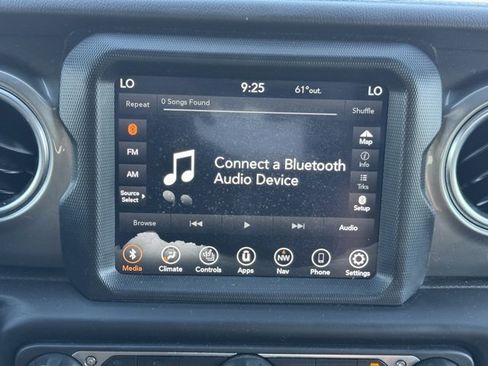 LO 9:25 61°out. LO
Repeat 0 Songs Found Shuffle
Map
FM
Info
Connect a Bluetooth
Audio Device
AM
Trks
Source
Select
Setup
Browse Audio
NW
Media Climate Controls Apps Nav Phone Settings